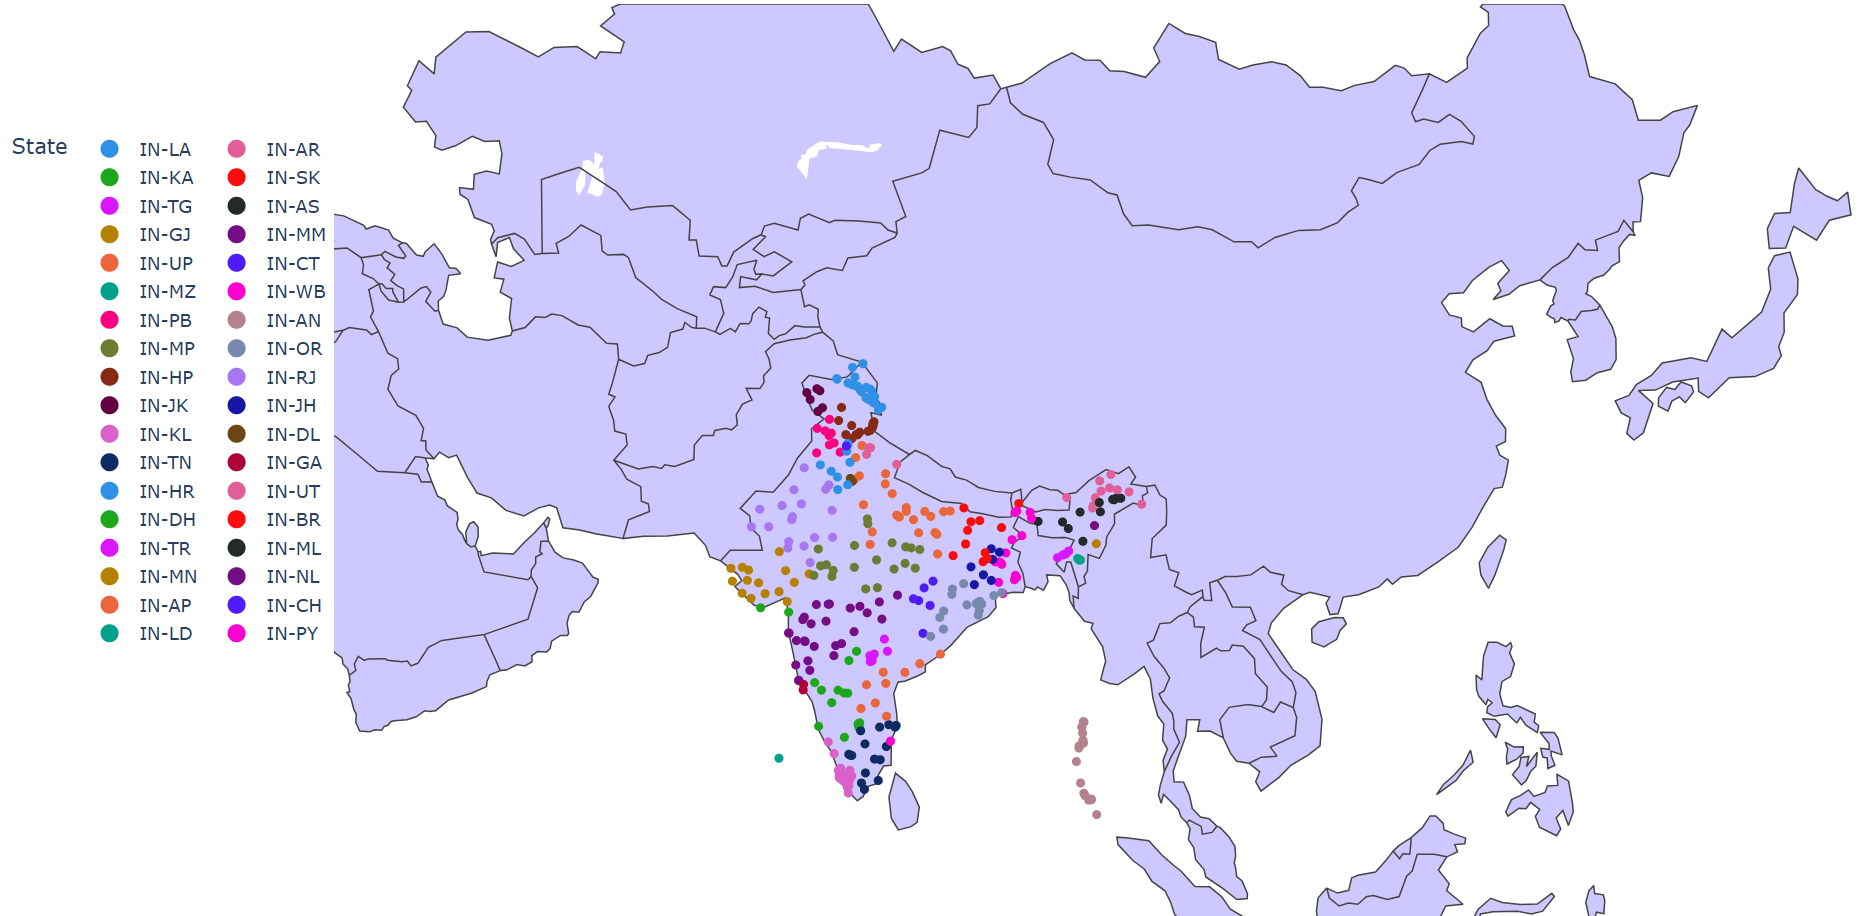 State
IN-LA
IN-KA
IN-TG
IN-GJ
IN-UP
IN-MZ
IN-PB
IN-MP
IN-HP
IN-JK
IN-KL
IN-TN
IN-HR
IN-DH
IN-TR
IN-MN
IN-AP
IN-LD
IN-AR
IN-SK
IN-AS
IN-MM
IN-CT
IN-WB
IN-AN
IN-OR
IN-RJ
IN-JH
IN-DL
IN-GA
IN-UT
IN-BR
IN-ML
IN-NL
IN-CH
IN-PY